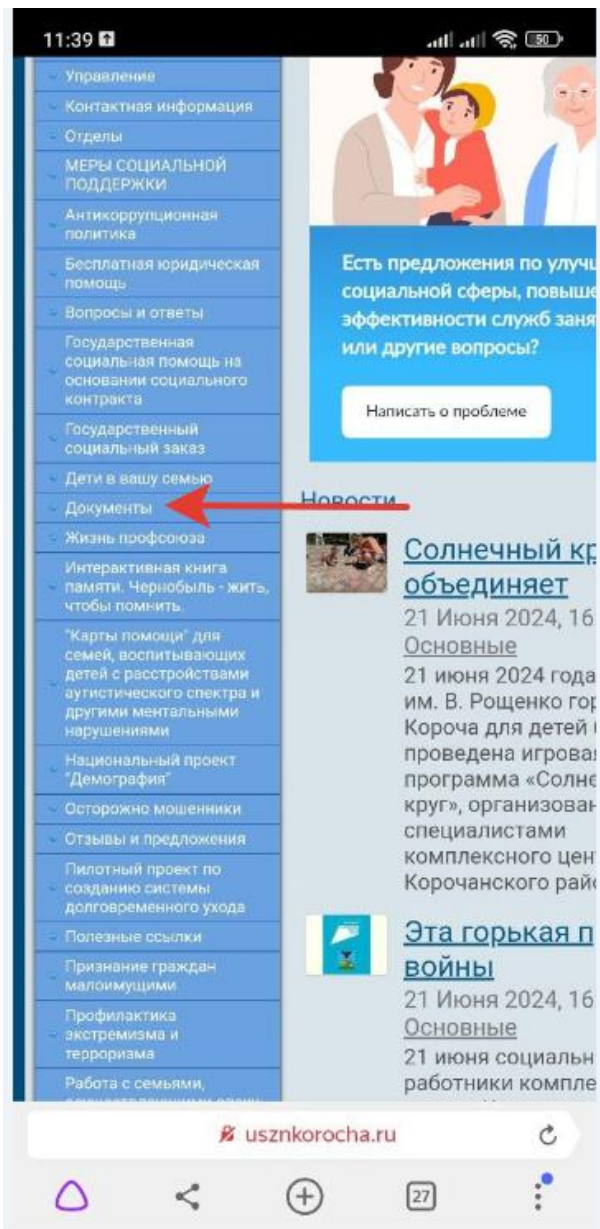 11:39
50
Управление
Контактная информация
Отделы
МЕРЫ СОЦИАЛЬНОЙ
ПОДДЕРЖКИ
Антикоррупционная
политика
Бесплатная юридическая
помощь
Вопросы и ответы
Государственная
социальная помощь на
основании социального
контракта
Государственный
социальный заказ
Дети в вашу семью
Документы
Жизнь профсоюза
Интерактивная книга
памяти. Чернобыль - жить,
чтобы помнить.
"Карты помощи" для
семей, воспитывающих
детей с расстройствами
аутистического спектра и
другими ментальными
нарушениями
Национальный проект
"Демография"
Осторожно мошенники
Отзывы и предложения
Пилотный проект по
созданию системы
долговременного ухода
Полезные ссылки
Признание граждан
малоимущими
Профилактика
экстремизма и
терроризма
Работа с семьями,
Есть предложения по улучш
социальной сферы, повыше
эффективности служб заня
или другие вопросы?
Написать о проблеме
Новости
Солнечный кр
объединяет
21 Июня 2024, 16
Основные
21 июня 2024 года
им. В. Рощенко гор
Короча для детей
проведена игровая
программа «Солне
круг», организован
специалистами
комплексного цен
Корочанского райо
Эта горькая п
войны
21 Июня 2024, 16
Основные
21 июня социальн
работники компле
usznkorocha.ru
27